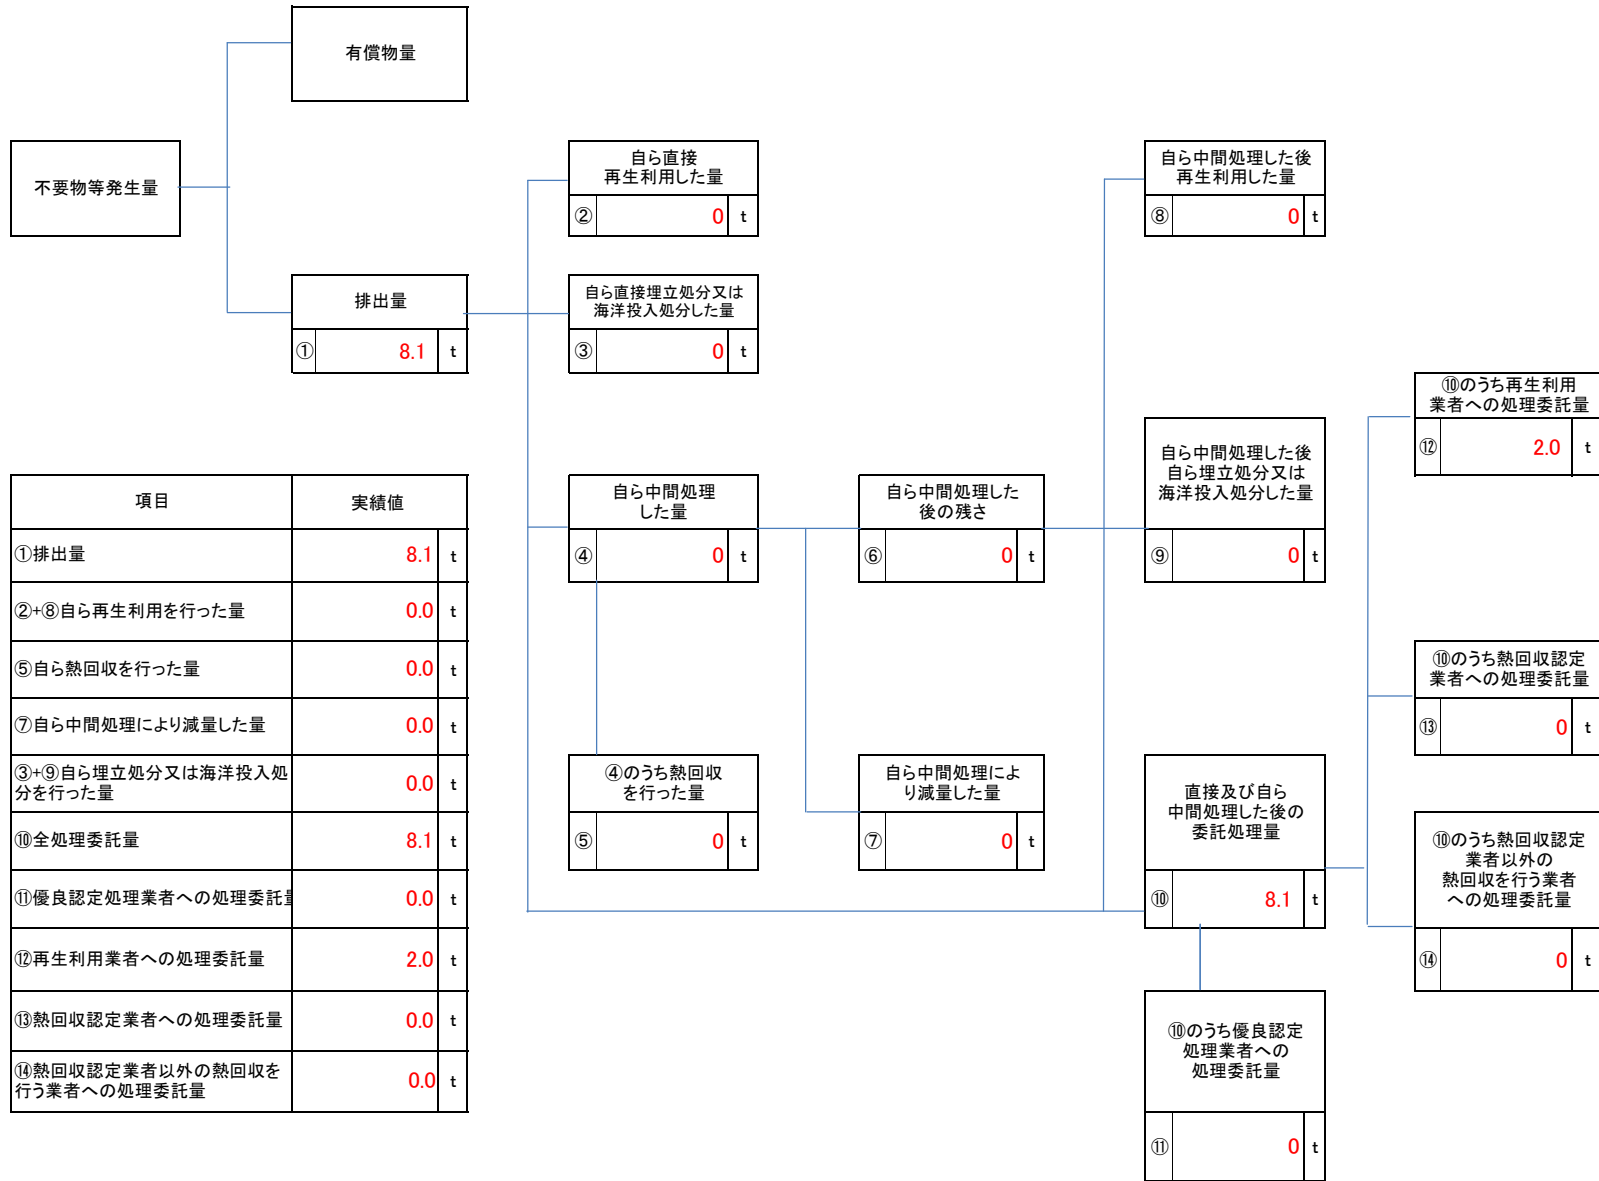 有償物量
不要物等発生量
排出量
① 8.1 t
自ら直接
再生利用した量
② 0 t
自ら直接埋立処分又は
海洋投入処分した量
③ 0 t
自ら中間処理
した量
④ 0 t
④のうち熱回収
を行った量
⑤ 0 t
自ら中間処理した
後の残さ
⑥ 0 t
自ら中間処理によ
り減量した量
⑦ 0 t
自ら中間処理した後
再生利用した量
⑧ 0 t
自ら中間処理した後
自ら埋立処分又は
海洋投入処分した量
⑨ 0 t
直接及び自ら
中間処理した後の
委託処理量
⑩ 8.1 t
⑩のうち優良認定
処理業者への
処理委託量
⑪ 0 t
⑩のうち再生利用
業者への処理委託量
⑫ 2.0 t
⑩のうち熱回収認定
業者への処理委託量
⑬ 0 t
⑩のうち熱回収認定
業者以外の
熱回収を行う業者
への処理委託量
⑭ 0 t
項目 実績値
①排出量 8.1 t
②+⑧自ら再生利用を行った量 0.0 t
⑤自ら熱回収を行った量 0.0 t
⑦自ら中間処理により減量した量 0.0 t
③+⑨自ら埋立処分又は海洋投入処
分を行った量 0.0 t
⑩全処理委託量 8.1 t
⑪優良認定処理業者への処理委託量 0.0 t
⑫再生利用業者への処理委託量 2.0 t
⑬熱回収認定業者への処理委託量 0.0 t
⑭熱回収認定業者以外の熱回収を
行う業者への処理委託量 0.0 t